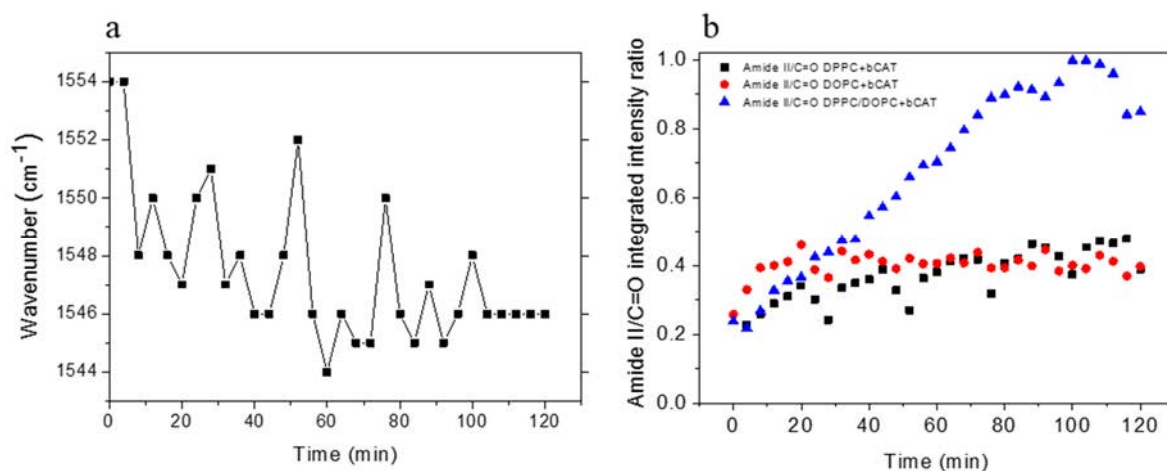 a
1554
1552
1550
1548
1546
1544
Wavenumber (cm⁻¹)
0 20 40 60 80 100 120
Time (min)
b
1.0
0.8
0.6
0.4
0.2
0.0
Amide II/C=O integrated intensity ratio
Amide II/C=O DPPC+bCAT
Amide II/C=O DOPC+bCAT
Amide II/C=O DPPC/DOPC+bCAT
0 20 40 60 80 100 120
Time (min)